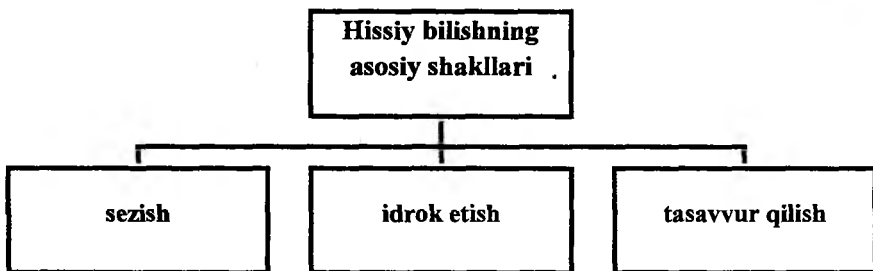 Hissiy bilishning
asosiy shakllari
sezish
idrok etish
tasavvur qilish